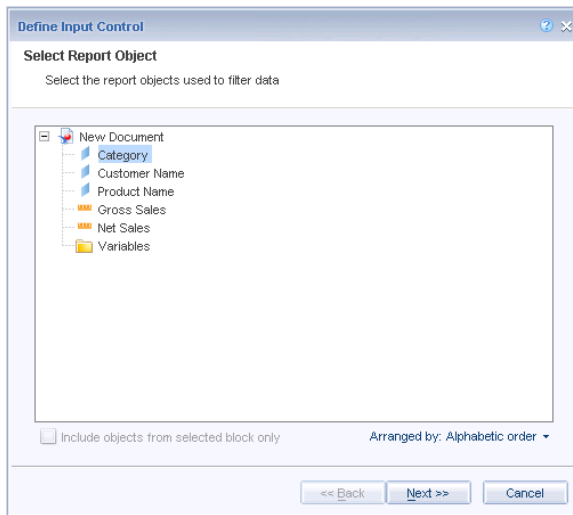 Define Input Control
Select Report Object
Select the report objects used to filter data
New Document
Category
Customer Name
Product Name
Gross Sales
Net Sales
Variables
Include objects from selected block only
Arranged by: Alphabetic order
<< Back Next >> Cancel